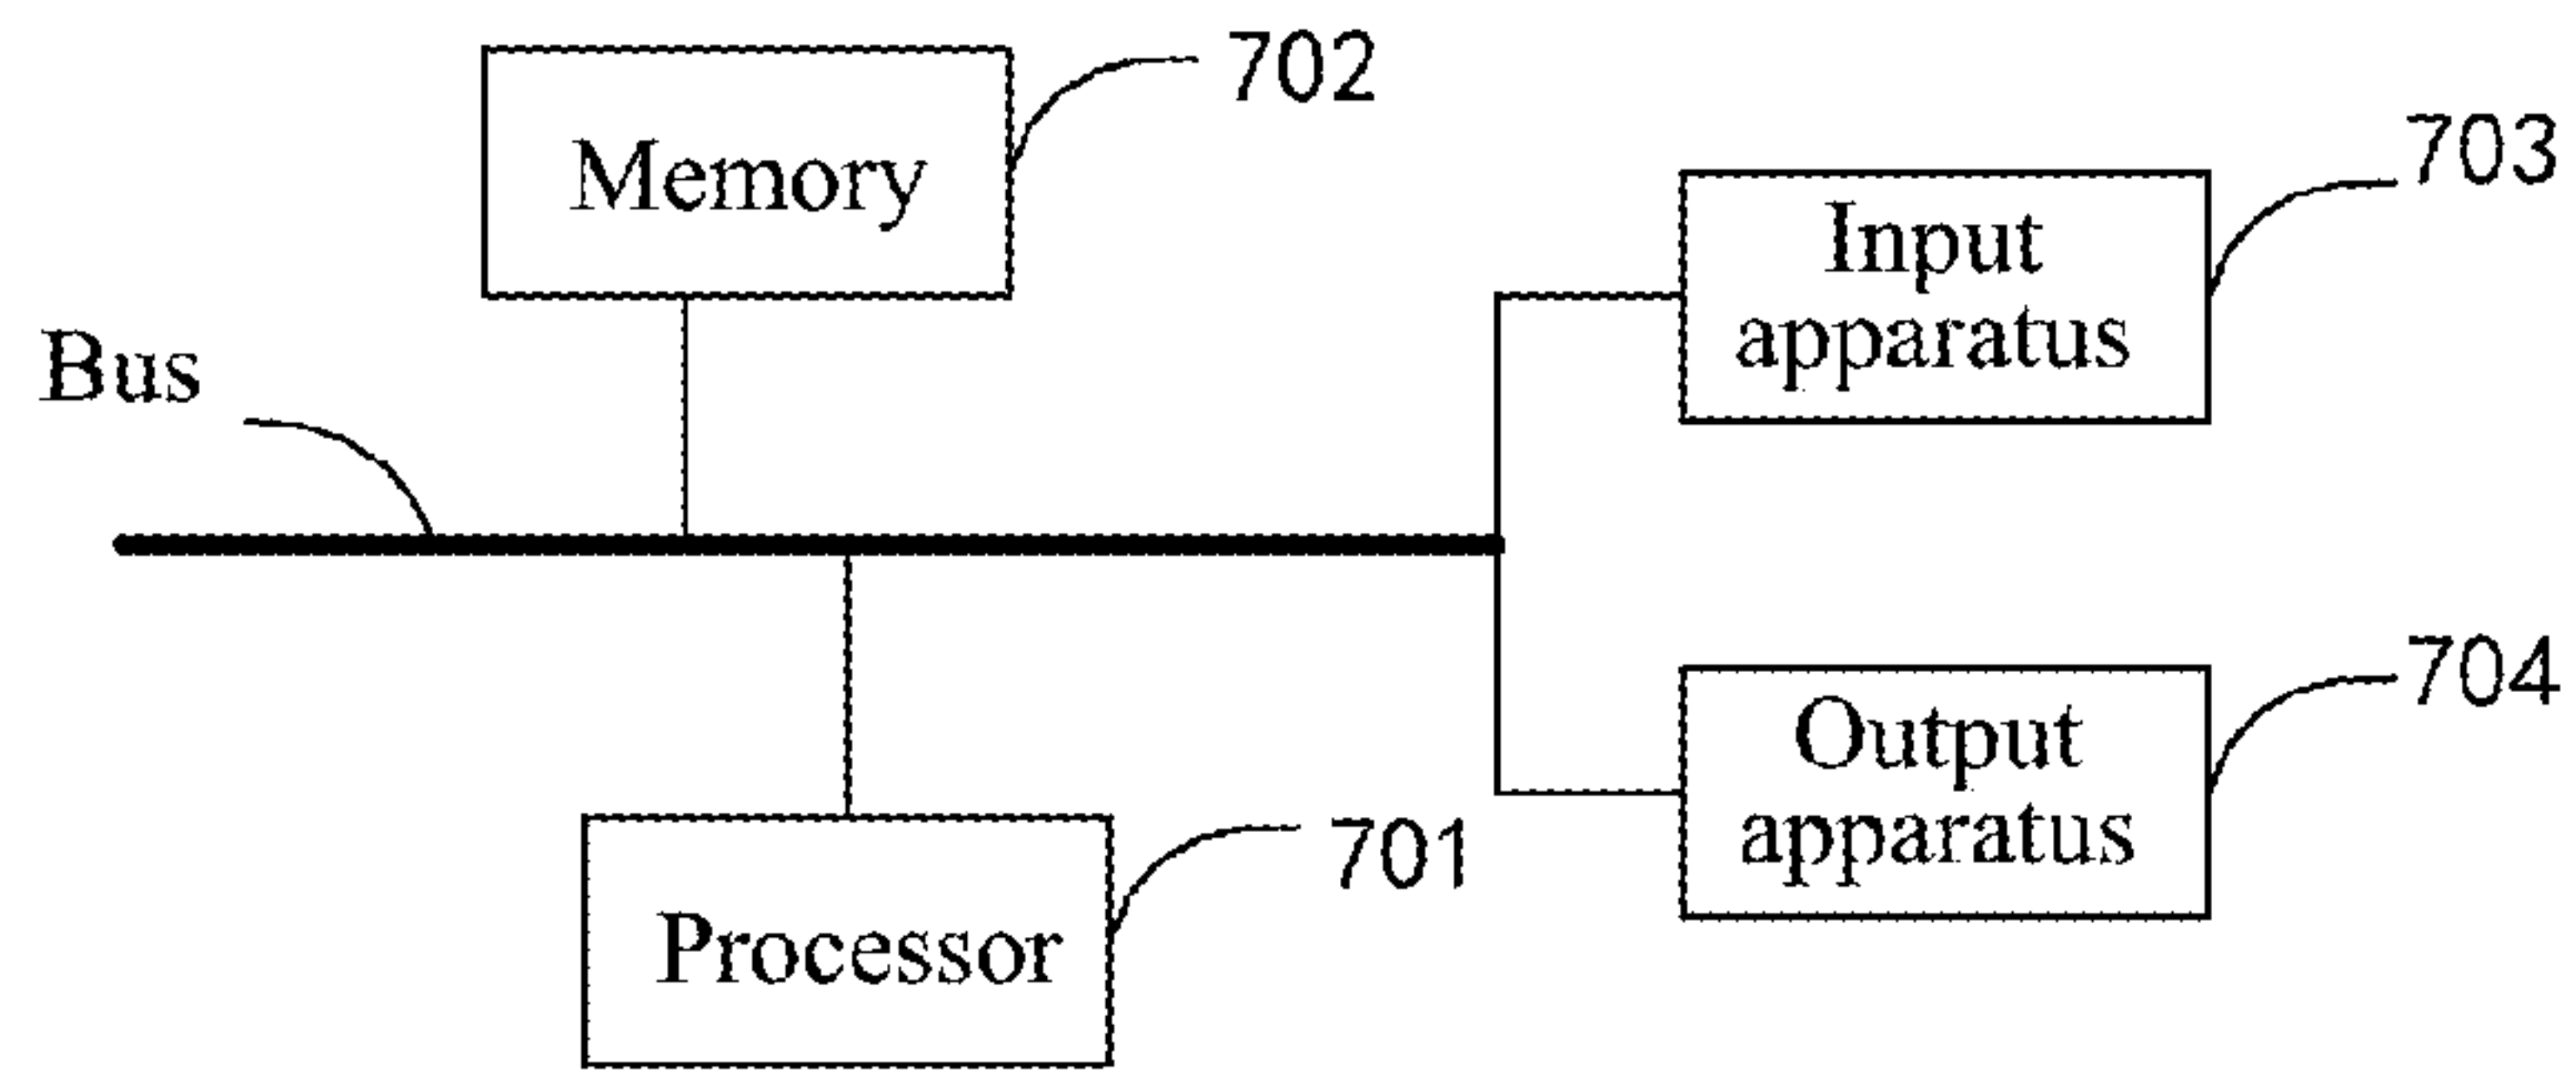 702
Memory
703
Input
apparatus
Bus
704
Output
apparatus
701
Processor